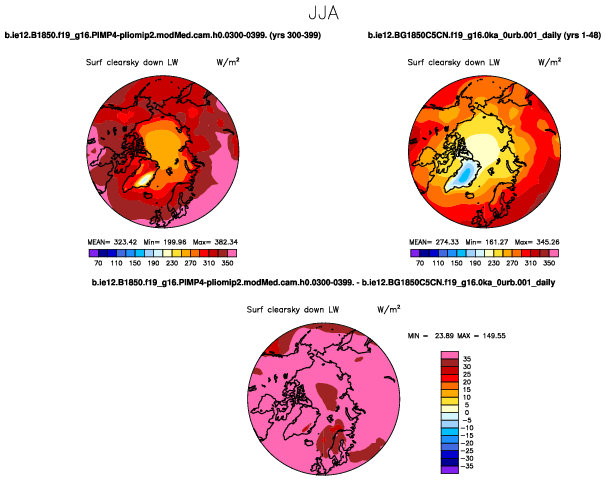 JJA
b.ie12.B1850.f19_g16.PIMP4-pliomip2.modMed.cam.h0.0300-0399. (yrs 300-399)
b.ie12.BG1850C5CN.f19_g16.0ka_0urb.001_daily (yrs 1-48)
Surf clearsky down LW W/m²
Surf clearsky down LW W/m²
MEAN= 323.42 Min= 199.96 Max= 382.34
MEAN= 274.33 Min= 161.27 Max= 345.26
70 110 150 190 230 270 310 350
70 110 150 190 230 270 310 350
b.ie12.B1850.f19_g16.PIMP4-pliomip2.modMed.cam.h0.0300-0399. - b.ie12.BG1850C5CN.f19_g16.0ka_0urb.001_daily
Surf clearsky down LW W/m²
MIN = 23.89 MAX = 149.55
35
30
25
20
15
10
5
0
-5
-10
-15
-20
-25
-30
-35